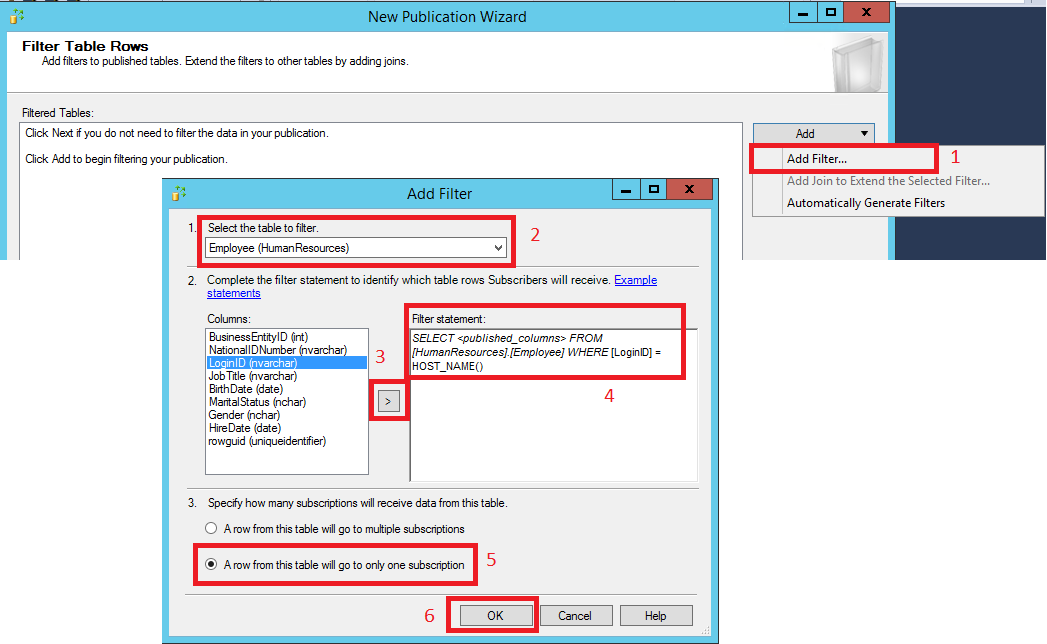 New Publication Wizard
Filter Table Rows
Add filters to published tables. Extend the filters to other tables by adding joins.
Filtered Tables:
Click Next if you do not need to filter the data in your publication.
Click Add to begin filtering your publication.
Add
Add Filter...
1
Add Join to Extend the Selected Filter...
Automatically Generate Filters
Add Filter
1. Select the table to filter.
Employee (HumanResources)
2
2. Complete the filter statement to identify which table rows Subscribers will receive. Example
statements
Columns:
BusinessEntityID (int)
NationalIDNumber (nvarchar)
LoginID (nvarchar)
JobTitle (nvarchar)
BirthDate (date)
MaritalStatus (nchar)
Gender (nchar)
HireDate (date)
rowguid (uniqueidentifier)
3
>
Filter statement:
SELECT <published_columns> FROM
[HumanResources].[Employee] WHERE [LoginID] =
HOST_NAME()
4
3. Specify how many subscriptions will receive data from this table.
A row from this table will go to multiple subscriptions
A row from this table will go to only one subscription
5
6
OK
Cancel
Help